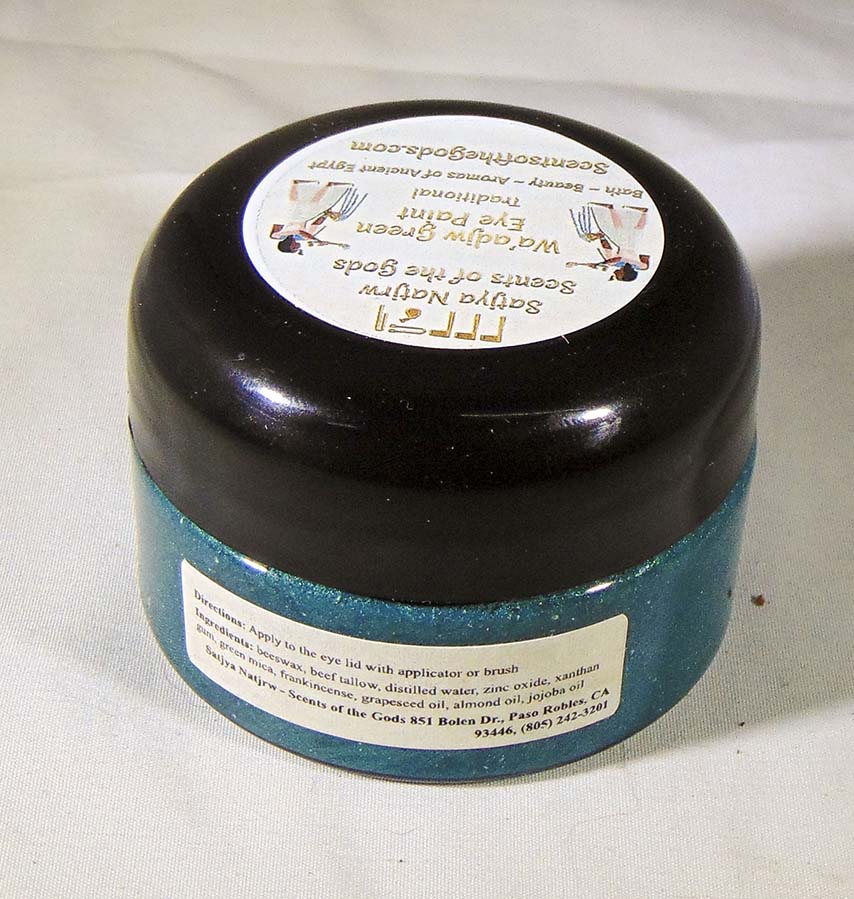 Satjya Natjrw
Scents of the Gods
Wa'adjw Green
Eye Paint
Traditional
Bath ~ Beauty ~ Aromas of Ancient Egypt
ScentsoftheGods.com
Directions: Apply to the eye lid with applicator or brush
Ingredients: beeswax, beef tallow, distilled water, zinc oxide, xanthan
gum, green mica, frankincense, grapeseed oil, almond oil, jojoba oil
Satjya Natjrw - Scents of the Gods 851 Bolen Dr., Paso Robles, CA
93446, (805) 242-3201